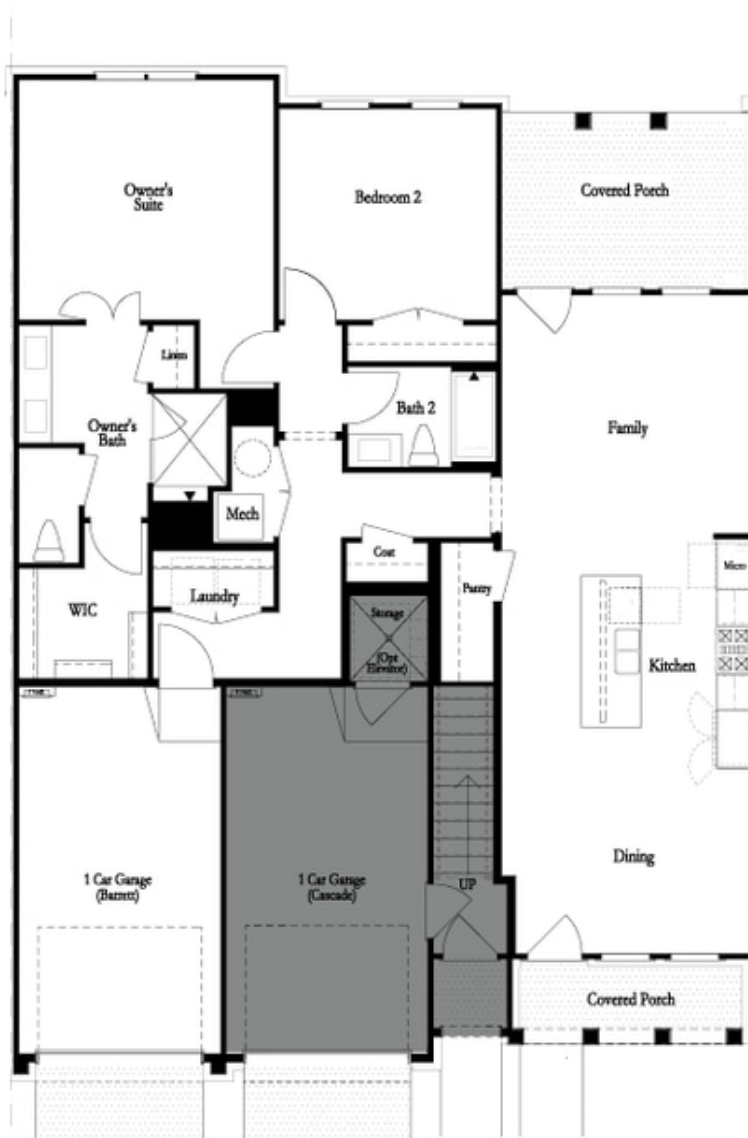 Owner's
Suite
Bedroom 2
Covered Porch
Linen
Owner's
Bath
Bath 2
Family
Mech
Coat
Pantry
Micro
Laundry
WIC
Storage
(Opt
Elevator)
Kitchen
1 Car Garage
(Barrett)
1 Car Garage
(Cascade)
UP
Dining
Covered Porch